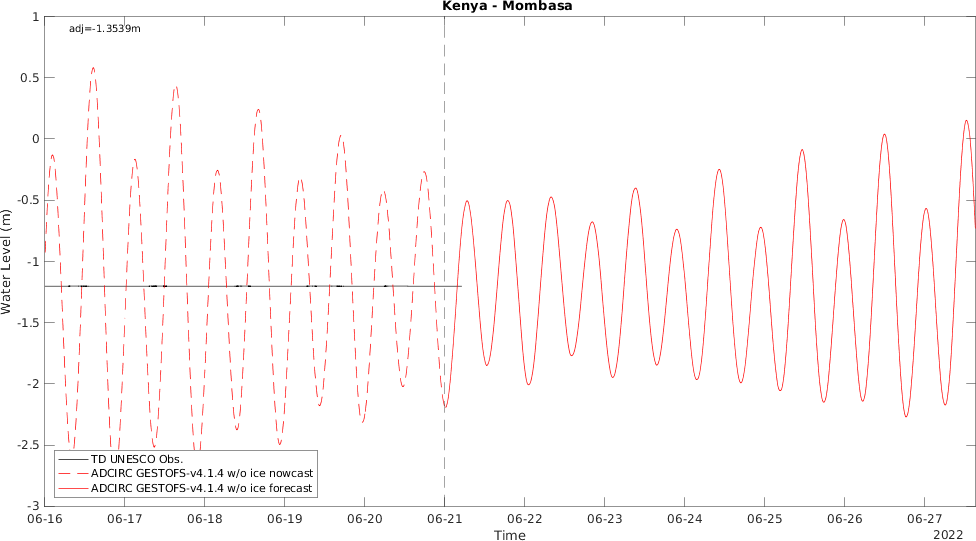 Kenya - Mombasa
adj=-1.3539m
1
0.5
0
-0.5
-1
-1.5
-2
-2.5
-3
Water Level (m)
TD UNESCO Obs.
ADCIRC GESTOFS-v4.1.4 w/o ice nowcast
ADCIRC GESTOFS-v4.1.4 w/o ice forecast
06-16 06-17 06-18 06-19 06-20 06-21 06-22 06-23 06-24 06-25 06-26 06-27
Time
2022